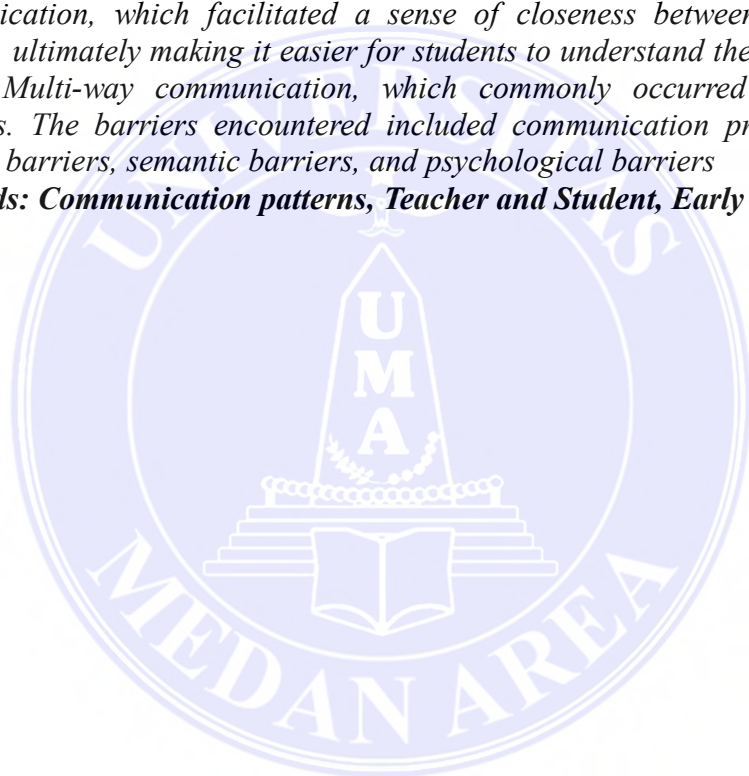 ication, which facilitated a sense of closeness between
ultimately making it easier for students to understand the
Multi-way communication, which commonly occurred
s. The barriers encountered included communication pr
barriers, semantic barriers, and psychological barriers
ds: Communication patterns, Teacher and Student, Early
UNIVERSITAS
U
M
A
MEDAN AREA